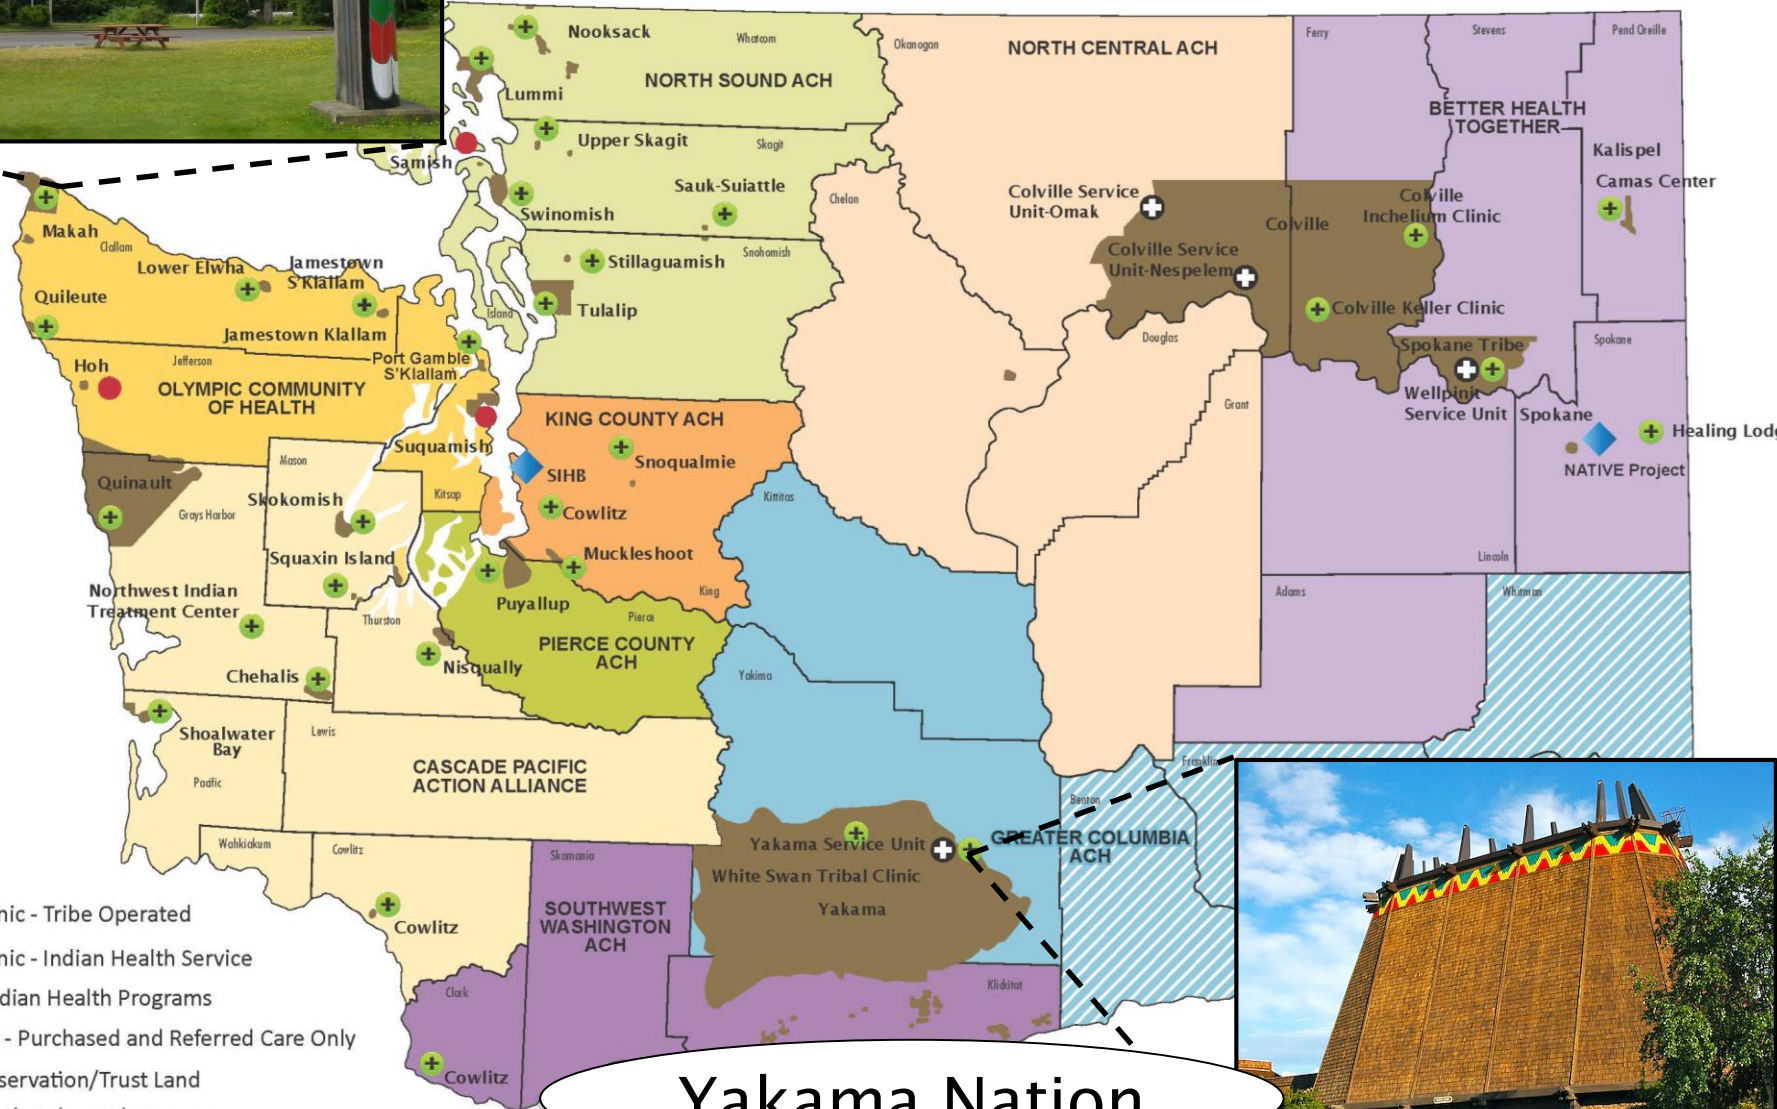 Nooksack
Whatcom
NORTH SOUND ACH
Lummi
Okanogan
NORTH CENTRAL ACH
Ferry
Stevens
Pend Oreille
BETTER HEALTH
TOGETHER
Upper Skagit
Skagit
Samish
Kalispel
Camas Center
Sauk-Suiattle
Swinomish
Chelan
Colville Service
Unit-Omak
Colville
Colville
Inchelium Clinic
Makah
Clallam
Lower Elwha
Jamestown
S'Klallam
Stillaguamish
Snohomish
Colville Service
Unit-Nespelem
Quileute
Jamestown Klallam
Island
Tulalip
Colville Keller Clinic
Douglas
Spokane Tribe
Spokane
Hoh
Jefferson
Port Gamble
S'Klallam
OLYMPIC COMMUNITY
OF HEALTH
Wellpinit
Service Unit
Spokane
Grant
KING COUNTY ACH
Healing Lodg
Suquamish
Snoqualmie
NATIVE Project
Mason
SIHB
Quinault
Skokomish
Kitsap
Kittitas
Grays Harbor
Cowlitz
Squaxin Island
Muckleshoot
Lincoln
Northwest Indian
Treatment Center
King
Adams
Whitman
Puyallup
Thurston
Pierce
PIERCE COUNTY
ACH
Chehalis
Nisqually
Yakima
Shoalwater
Bay
Lewis
CASCADE PACIFIC
ACTION ALLIANCE
Pacific
Franklin
Benton
GREATER COLUMBIA
ACH
Yakama Service Unit
White Swan Tribal Clinic
Yakama
Wahkiakum
Cowlitz
Skamania
SOUTHWEST
WASHINGTON
ACH
Cowlitz
nic - Tribe Operated
nic - Indian Health Service
dian Health Programs
- Purchased and Referred Care Only
servation/Trust Land
Clark
Klickitat
Cowlitz
Yakama Nation